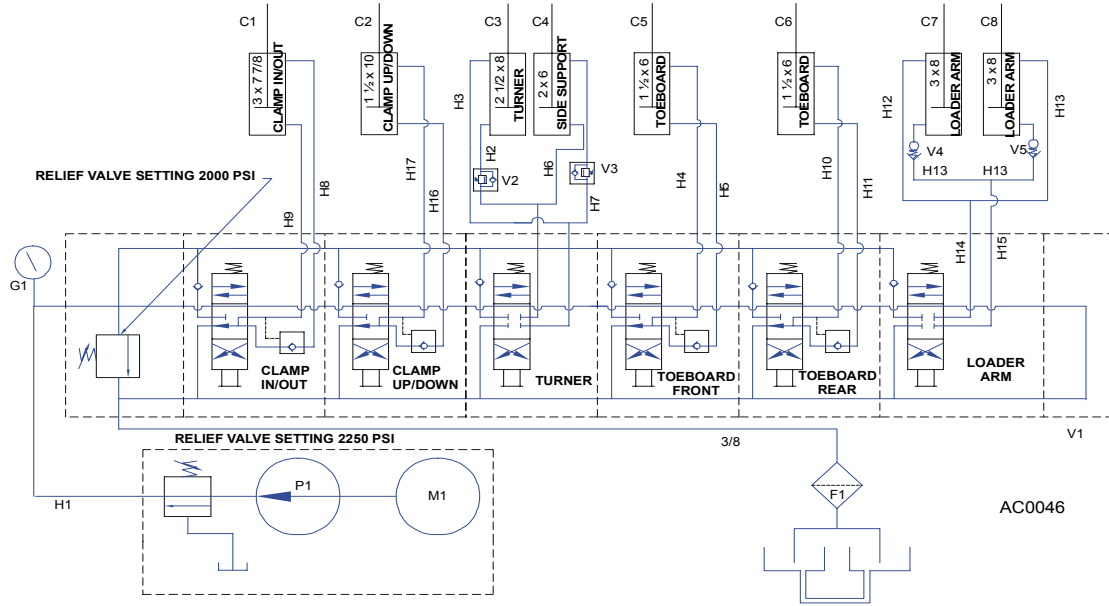 C1
C2
C3
C4
C5
C6
C7
C8
3 x 7 7/8
CLAMP IN/OUT
1 ½ x 10
CLAMP UP/DOWN
2 1/2 x 8
TURNER
2 x 6
SIDE SUPPORT
1 ½ x 6
TOEBOARD
1 ½ x 6
TOEBOARD
3 x 8
LOADER ARM
3 x 8
LOADER ARM
H3
H12
H13
H2
H6
V2
V3
V4
V5
H13
H13
RELIEF VALVE SETTING 2000 PSI
H9
H8
H17
H16
H7
H4
H5
H10
H11
H14
H15
G1
CLAMP
IN/OUT
CLAMP
UP/DOWN
TURNER
TOEBOARD
FRONT
TOEBOARD
REAR
LOADER
ARM
RELIEF VALVE SETTING 2250 PSI
3/8
V1
H1
P1
M1
F1
AC0046